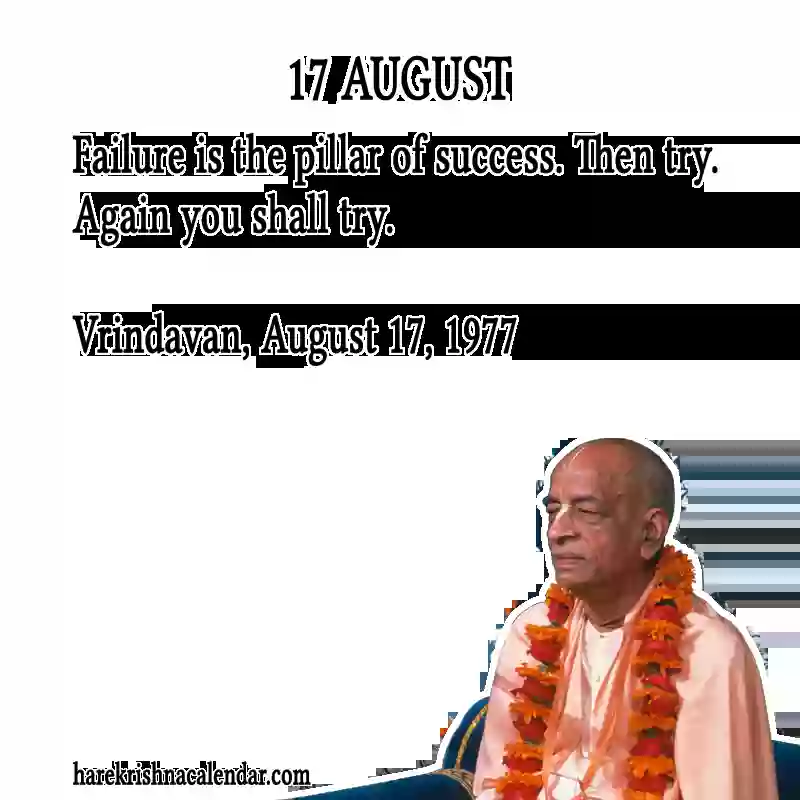 17 AUGUST
Failure is the pillar of success. Then try.
Again you shall try.
Vrindavan, August 17, 1977
harekrishnacalendar.com